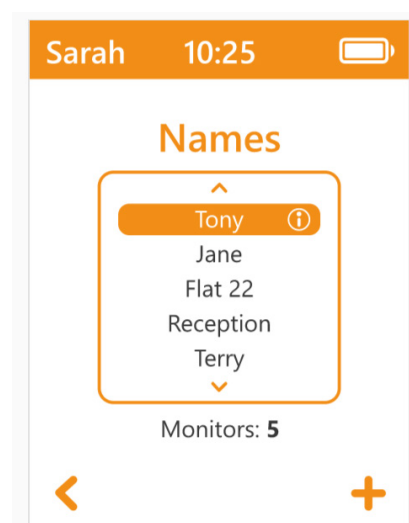 Sarah 10:25
Names
Tony
Jane
Flat 22
Reception
Terry
Monitors: 5